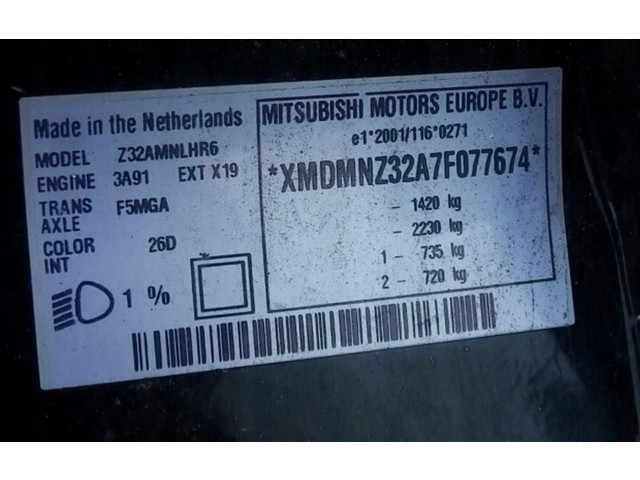 Made in the Netherlands
MODEL Z32AMNLHR6
ENGINE 3A91 EXT X19
TRANS AXLE F5MGA
COLOR INT 26D
1 %
MITSUBISHI MOTORS EUROPE B.V.
e1*2001/116*0271
*XMDMNZ32A7F077674*
- 1420 kg
- 2230 kg
1 - 735 kg
2 - 720 kg